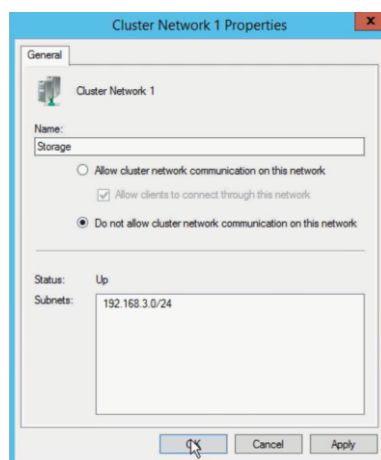 Cluster Network 1 Properties
x
General
Cluster Network 1
Name:
Storage
Allow cluster network communication on this network
Allow clients to connect through this network
Do not allow cluster network communication on this network
Status: Up
Subnets: 192.168.3.0/24
OK Cancel Apply